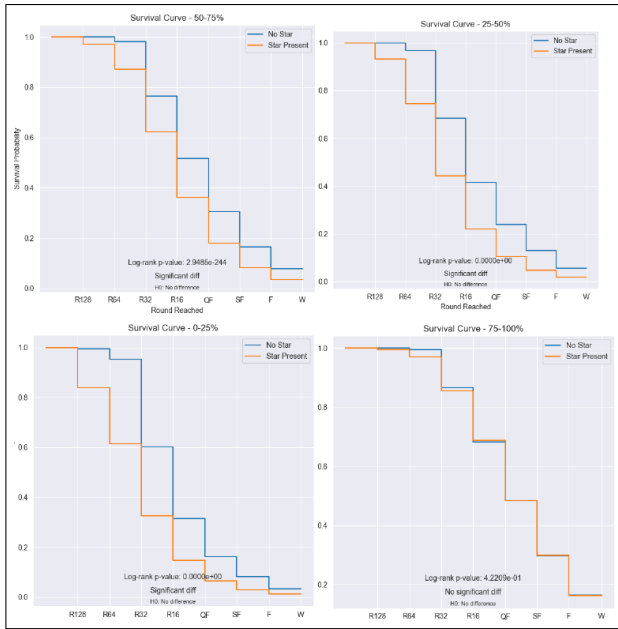 Survival Curve - 50-75%
No Star
Star Present
1.0
0.8
0.6
0.4
0.2
0.0
Survival Probability
Log-rank p-value: 2.9485e-244
Significant diff
H0: No difference
R128 R64 R32 R16 QF SF F W
Round Reached
Survival Curve - 25-50%
No Star
Star Present
1.0
0.8
0.6
0.4
0.2
0.0
Log-rank p-value: 0.0000e+00
Significant diff
H0: No difference
R128 R64 R32 R16 QF SF F W
Round Reached
Survival Curve - 0-25%
No Star
Star Present
1.0
0.8
0.6
0.4
0.2
0.0
Log-rank p-value: 0.0000e+00
Significant diff
H0: No difference
R128 R64 R32 R16 QF SF F W
Survival Curve - 75-100%
No Star
Star Present
1.0
0.8
0.6
0.4
0.2
Log-rank p-value: 4.2209e-01
No significant diff
H0: No difference
R128 R64 R32 R16 QF SF F W